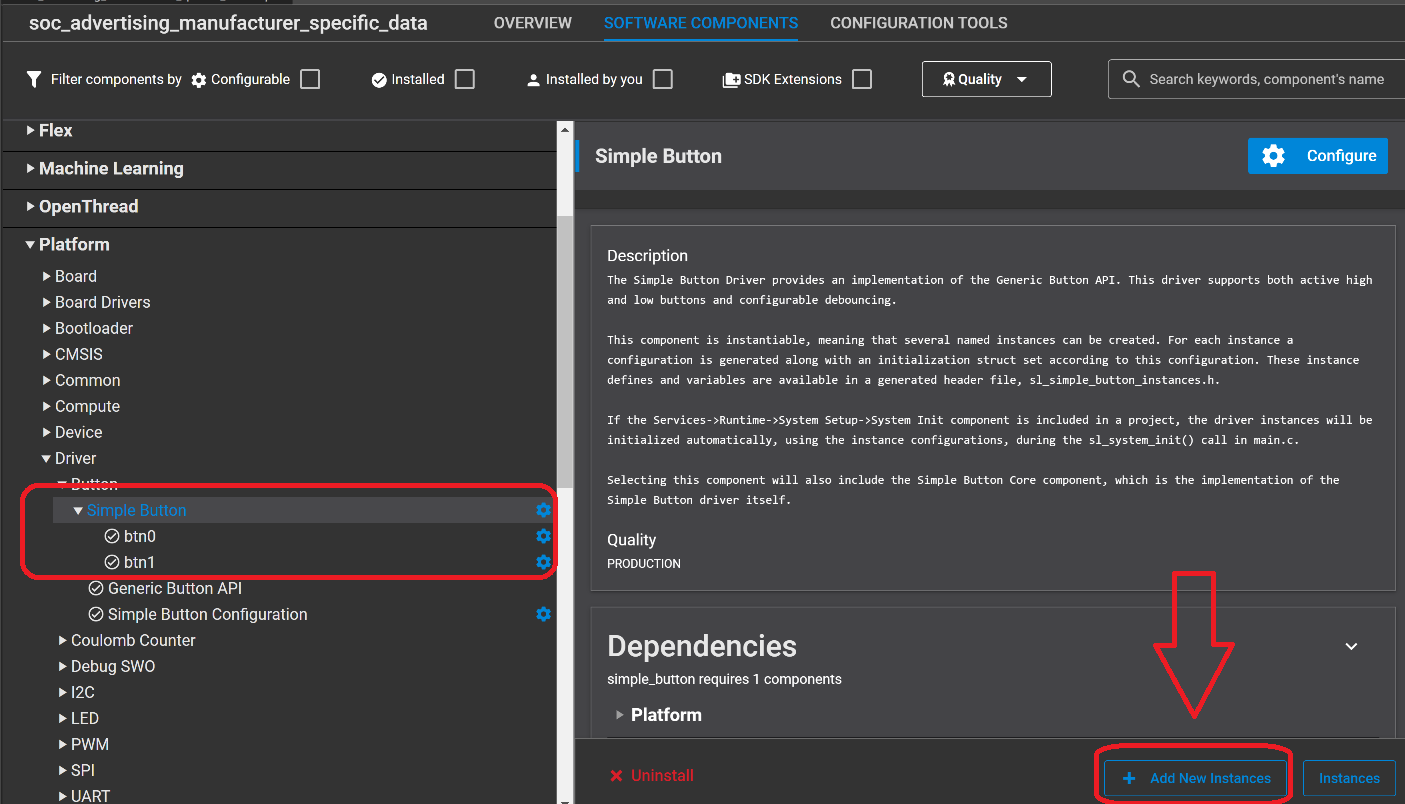 soc_advertising_manufacturer_specific_data
OVERVIEW
SOFTWARE COMPONENTS
CONFIGURATION TOOLS
Filter components by
Configurable
Installed
Installed by you
SDK Extensions
Quality
Search keywords, component's name
Flex
Machine Learning
OpenThread
Platform
Board
Board Drivers
Bootloader
CMSIS
Common
Compute
Device
Driver
Button
Simple Button
btn0
btn1
Generic Button API
Simple Button Configuration
Coulomb Counter
Debug SWO
I2C
LED
PWM
SPI
UART
Simple Button
Configure
Description
The Simple Button Driver provides an implementation of the Generic Button API. This driver supports both active high
and low buttons and configurable debouncing.
This component is instantiable, meaning that several named instances can be created. For each instance a
configuration is generated along with an initialization struct set according to this configuration. These instance
defines and variables are available in a generated header file, sl_simple_button_instances.h.
If the Services->Runtime->System Setup->System Init component is included in a project, the driver instances will be
initialized automatically, using the instance configurations, during the sl_system_init() call in main.c.
Selecting this component will also include the Simple Button Core component, which is the implementation of the
Simple Button driver itself.
Quality
PRODUCTION
Dependencies
simple_button requires 1 components
Platform
Uninstall
Add New Instances
Instances